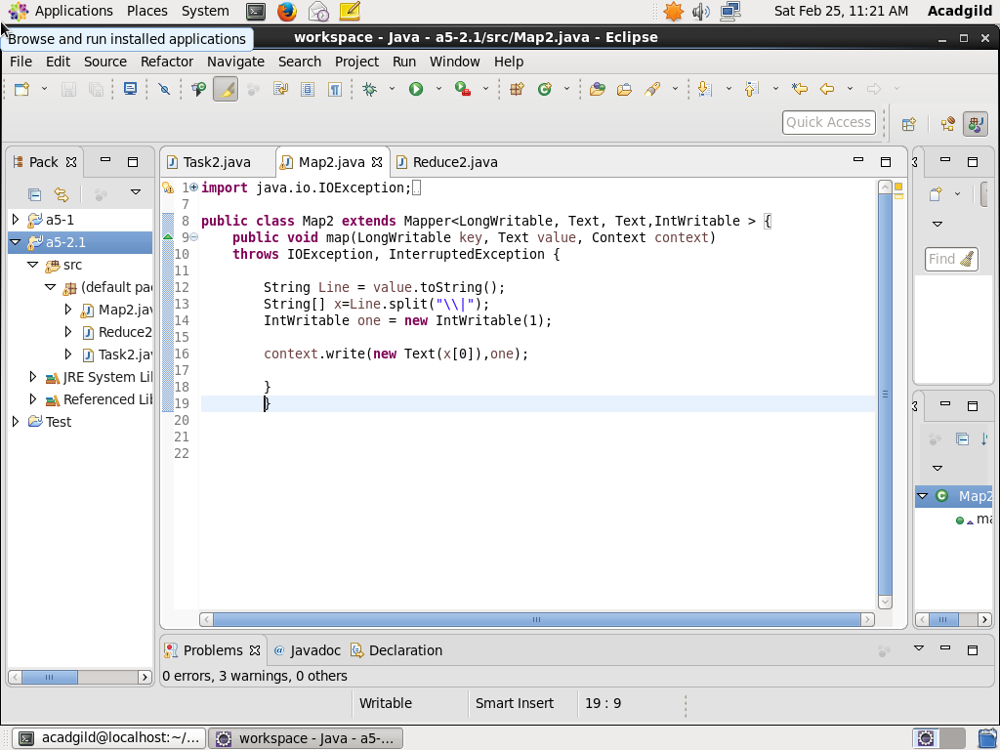 Applications Places System Sat Feb 25, 11:21 AM Acadgild
Browse and run installed applications
workspace - Java - a5-2.1/src/Map2.java - Eclipse
File Edit Source Refactor Navigate Search Project Run Window Help
Quick Access
Pack
Task2.java Map2.java Reduce2.java
1 import java.io.IOException;
7
8 public class Map2 extends Mapper<LongWritable, Text, Text,IntWritable > {
9 public void map(LongWritable key, Text value, Context context)
10 throws IOException, InterruptedException {
11
12 String Line = value.toString();
13 String[] x=Line.split("\\|");
14 IntWritable one = new IntWritable(1);
15
16 context.write(new Text(x[0]),one);
17
18 }
19 }
20
21
22
a5-1
a5-2.1
src
(default pa
Map2.jav
Reduce2
Task2.jav
JRE System Li
Referenced Lib
Test
Find
Map2
ma
Problems Javadoc Declaration
0 errors, 3 warnings, 0 others
Writable Smart Insert 19 : 9
acadgild@localhost:~/... workspace - Java - a5-...